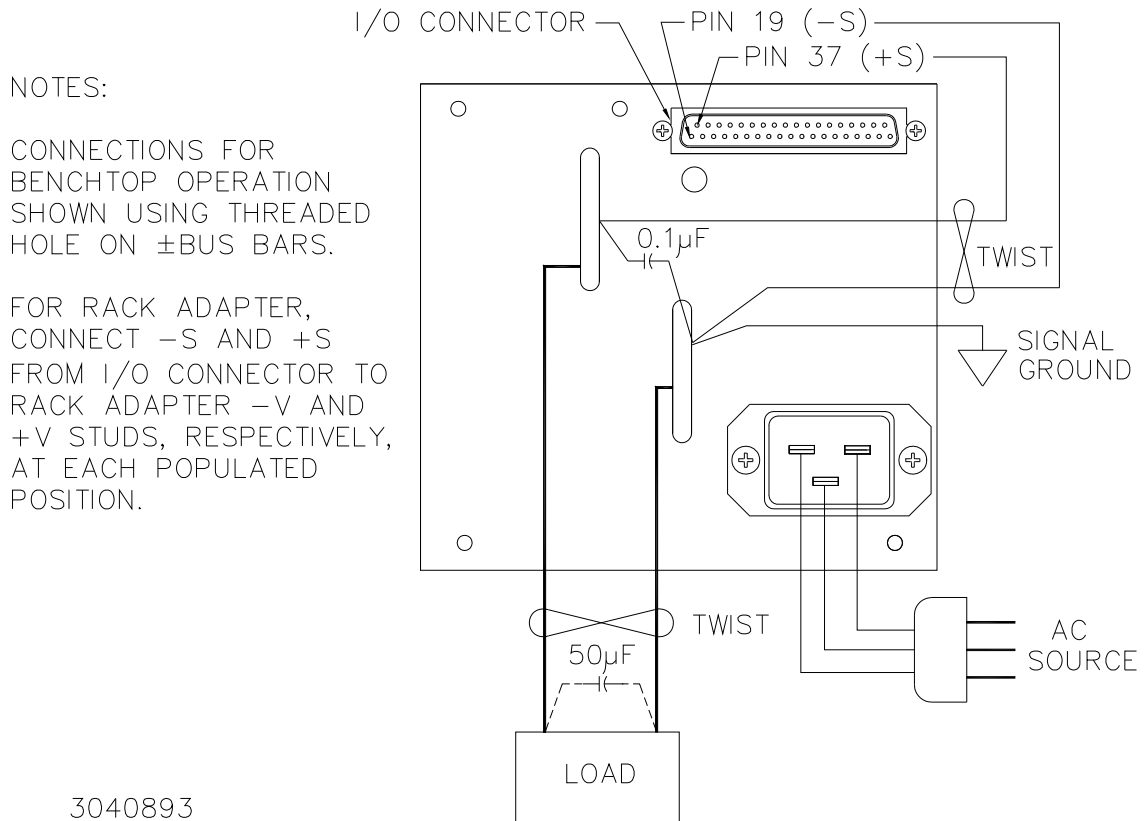 I/O CONNECTOR
PIN 19 (−S)
PIN 37 (+S)
NOTES:
CONNECTIONS FOR
BENCHTOP OPERATION
SHOWN USING THREADED
HOLE ON ±BUS BARS.
FOR RACK ADAPTER,
CONNECT −S AND +S
FROM I/O CONNECTOR TO
RACK ADAPTER −V AND
+V STUDS, RESPECTIVELY,
AT EACH POPULATED
POSITION.
0.1µF
TWIST
SIGNAL
GROUND
TWIST
50µF
AC
SOURCE
LOAD
3040893